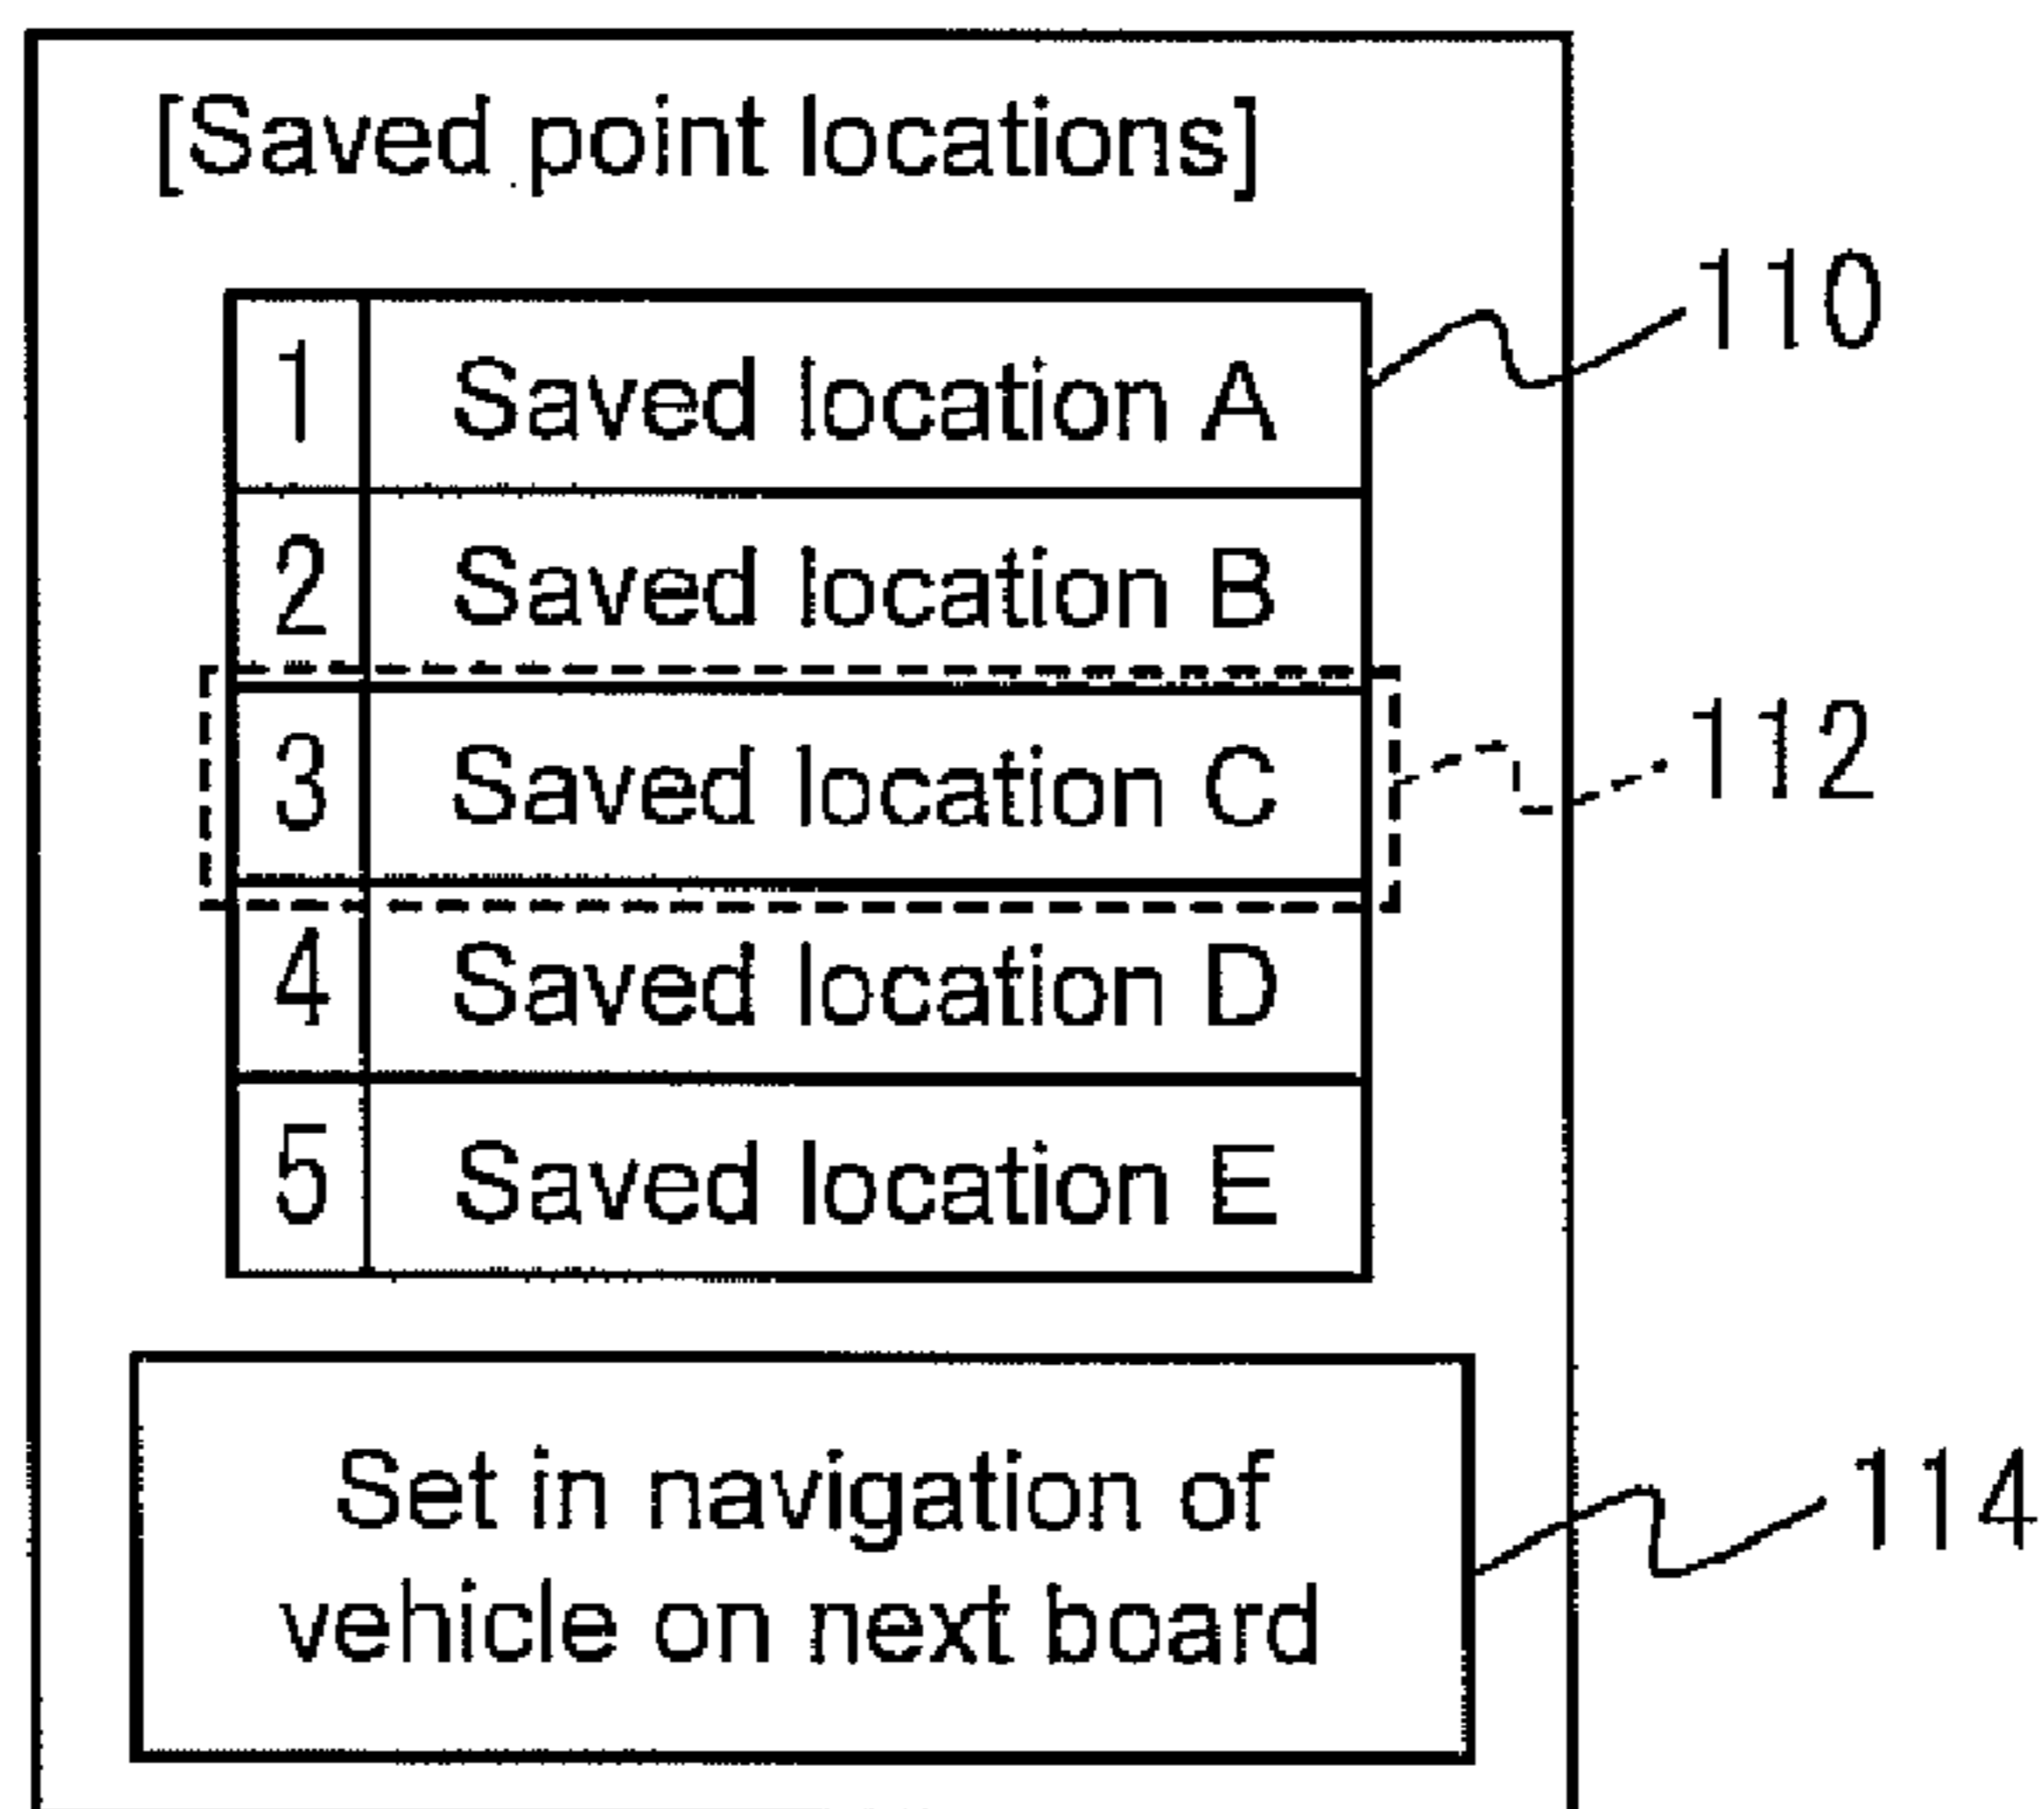 [Saved point locations]
110
1 Saved location A
2 Saved location B
3 Saved location C
112
4 Saved location D
5 Saved location E
Set in navigation of
vehicle on next board
114